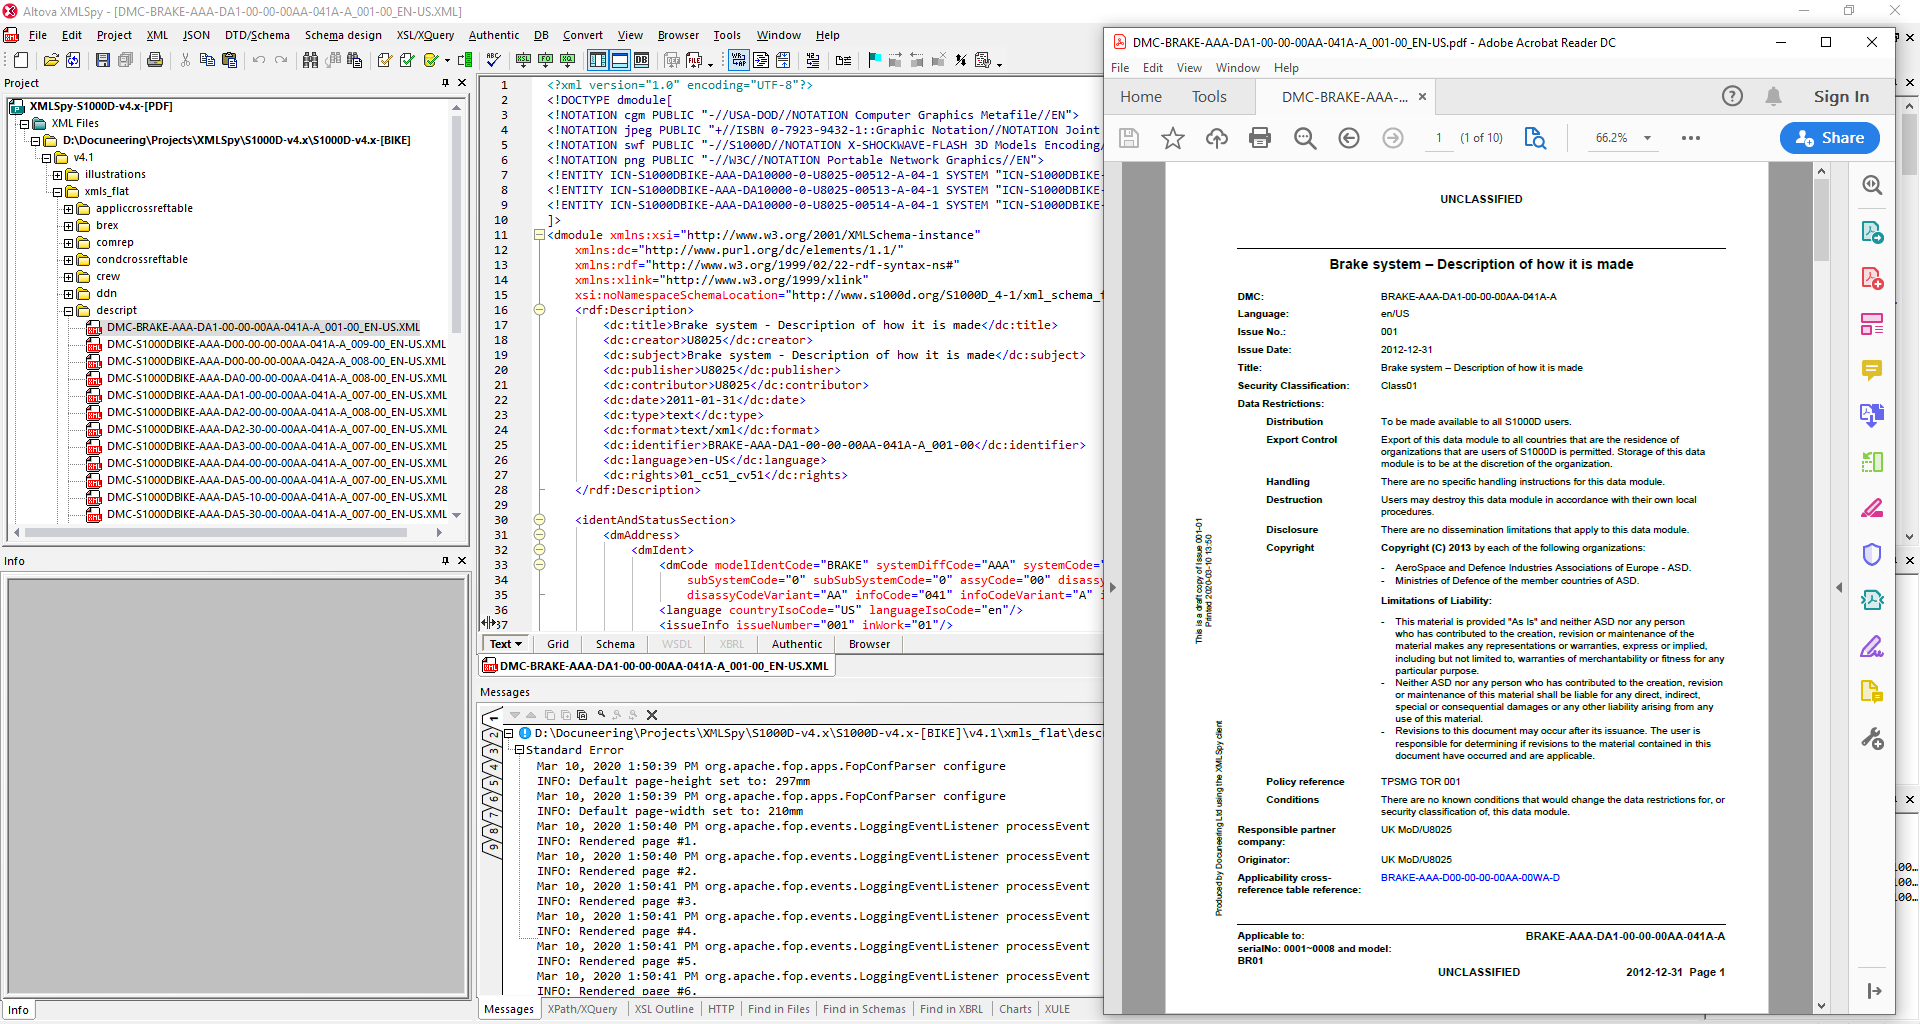 Altova XMLSpy - [DMC-BRAKE-AAA-DA1-00-00-00AA-041A-A_001-00_EN-US.XML]
File Edit Project XML JSON DTD/Schema Schema design XSL/XQuery Authentic DB Convert View Browser Tools Window Help
Project
XMLSpy-S1000D-v4.x-[PDF]
XML Files
D:\Docuneering\Projects\XMLSpy\S1000D-v4.x\S1000D-v4.x-[BIKE]
v4.1
illustrations
xmls_flat
appliccrossreftable
brex
comrep
condcrossreftable
crew
ddn
descript
DMC-BRAKE-AAA-DA1-00-00-00AA-041A-A_001-00_EN-US.XML
DMC-S1000DBIKE-AAA-D00-00-00-00AA-041A-A_009-00_EN-US.XML
DMC-S1000DBIKE-AAA-D00-00-00-00AA-042A-A_008-00_EN-US.XML
DMC-S1000DBIKE-AAA-DA0-00-00-00AA-041A-A_008-00_EN-US.XML
DMC-S1000DBIKE-AAA-DA1-00-00-00AA-041A-A_007-00_EN-US.XML
DMC-S1000DBIKE-AAA-DA2-00-00-00AA-041A-A_008-00_EN-US.XML
DMC-S1000DBIKE-AAA-DA2-30-00-00AA-041A-A_007-00_EN-US.XML
DMC-S1000DBIKE-AAA-DA3-00-00-00AA-041A-A_007-00_EN-US.XML
DMC-S1000DBIKE-AAA-DA4-00-00-00AA-041A-A_007-00_EN-US.XML
DMC-S1000DBIKE-AAA-DA5-00-00-00AA-041A-A_007-00_EN-US.XML
DMC-S1000DBIKE-AAA-DA5-10-00-00AA-041A-A_007-00_EN-US.XML
DMC-S1000DBIKE-AAA-DA5-30-00-00AA-041A-A_007-00_EN-US.XML
Info
Info
1 <?xml version="1.0" encoding="UTF-8"?>
2 <!DOCTYPE dmodule[
3 <!NOTATION cgm PUBLIC "-//USA-DOD//NOTATION Computer Graphics Metafile//EN">
4 <!NOTATION jpeg PUBLIC "+//ISBN 0-7923-9432-1::Graphic Notation//NOTATION Joint
5 <!NOTATION swf PUBLIC "-//S1000D//NOTATION X-SHOCKWAVE-FLASH 3D Models Encoding/
6 <!NOTATION png PUBLIC "-//W3C//NOTATION Portable Network Graphics//EN">
7 <!ENTITY ICN-S1000DBIKE-AAA-DA10000-0-U8025-00512-A-04-1 SYSTEM "ICN-S1000DBIKE-
8 <!ENTITY ICN-S1000DBIKE-AAA-DA10000-0-U8025-00513-A-04-1 SYSTEM "ICN-S1000DBIKE-
9 <!ENTITY ICN-S1000DBIKE-AAA-DA10000-0-U8025-00514-A-04-1 SYSTEM "ICN-S1000DBIKE-
10 ]>
11 <dmodule xmlns:xsi="http://www.w3.org/2001/XMLSchema-instance"
12 xmlns:dc="http://www.purl.org/dc/elements/1.1/"
13 xmlns:rdf="http://www.w3.org/1999/02/22-rdf-syntax-ns#"
14 xmlns:xlink="http://www.w3.org/1999/xlink"
15 xsi:noNamespaceSchemaLocation="http://www.s1000d.org/S1000D_4-1/xml_schema_
16 <rdf:Description>
17 <dc:title>Brake system - Description of how it is made</dc:title>
18 <dc:creator>U8025</dc:creator>
19 <dc:subject>Brake system - Description of how it is made</dc:subject>
20 <dc:publisher>U8025</dc:publisher>
21 <dc:contributor>U8025</dc:contributor>
22 <dc:date>2011-01-31</dc:date>
23 <dc:type>text</dc:type>
24 <dc:format>text/xml</dc:format>
25 <dc:identifier>BRAKE-AAA-DA1-00-00-00AA-041A-A_001-00</dc:identifier>
26 <dc:language>en-US</dc:language>
27 <dc:rights>01_cc51_cv51</dc:rights>
28 </rdf:Description>
29
30 <identAndStatusSection>
31 <dmAddress>
32 <dmIdent>
33 <dmCode modelIdentCode="BRAKE" systemDiffCode="AAA" systemCode="
34 subSystemCode="0" subSubSystemCode="0" assyCode="00" disassy
35 disassyCodeVariant="AA" infoCode="041" infoCodeVariant="A"
36 <language countryIsoCode="US" languageIsoCode="en"/>
37 <issueInfo issueNumber="001" inWork="01"/>
Text Grid Schema WSDL XBRL Authentic Browser
DMC-BRAKE-AAA-DA1-00-00-00AA-041A-A_001-00_EN-US.XML
Messages
1 2 3 4 5 6 7 8 9
D:\Docuneering\Projects\XMLSpy\S1000D-v4.x\S1000D-v4.x-[BIKE]\v4.1\xmls_flat\desc
Standard Error
Mar 10, 2020 1:50:39 PM org.apache.fop.apps.FopConfParser configure
INFO: Default page-height set to: 297mm
Mar 10, 2020 1:50:39 PM org.apache.fop.apps.FopConfParser configure
INFO: Default page-width set to: 210mm
Mar 10, 2020 1:50:40 PM org.apache.fop.events.LoggingEventListener processEvent
INFO: Rendered page #1.
Mar 10, 2020 1:50:40 PM org.apache.fop.events.LoggingEventListener processEvent
INFO: Rendered page #2.
Mar 10, 2020 1:50:41 PM org.apache.fop.events.LoggingEventListener processEvent
INFO: Rendered page #3.
Mar 10, 2020 1:50:41 PM org.apache.fop.events.LoggingEventListener processEvent
INFO: Rendered page #4.
Mar 10, 2020 1:50:41 PM org.apache.fop.events.LoggingEventListener processEvent
INFO: Rendered page #5.
Mar 10, 2020 1:50:41 PM org.apache.fop.events.LoggingEventListener processEvent
INFO: Rendered page #6.
Messages XPath/XQuery XSL Outline HTTP Find in Files Find in Schemas Find in XBRL Charts XULE
DMC-BRAKE-AAA-DA1-00-00-00AA-041A-A_001-00_EN-US.pdf - Adobe Acrobat Reader DC
File Edit View Window Help
Home Tools DMC-BRAKE-AAA-... Sign In
1 (1 of 10) 66.2% Share
UNCLASSIFIED
Brake system – Description of how it is made
DMC: BRAKE-AAA-DA1-00-00-00AA-041A-A
Language: en/US
Issue No.: 001
Issue Date: 2012-12-31
Title: Brake system – Description of how it is made
Security Classification: Class01
Data Restrictions:
Distribution To be made available to all S1000D users.
Export Control Export of this data module to all countries that are the residence of
organizations that are users of S1000D is permitted. Storage of this data
module is to be at the discretion of the organization.
Handling There are no specific handling instructions for this data module.
Destruction Users may destroy this data module in accordance with their own local
procedures.
Disclosure There are no dissemination limitations that apply to this data module.
Copyright Copyright (C) 2013 by each of the following organizations:
- AeroSpace and Defence Industries Associations of Europe - ASD.
- Ministries of Defence of the member countries of ASD.
Limitations of Liability:
- This material is provided "As Is" and neither ASD nor any person
who has contributed to the creation, revision or maintenance of the
material makes any representations or warranties, express or implied,
including but not limited to, warranties of merchantability or fitness for any
particular purpose.
- Neither ASD nor any person who has contributed to the creation, revision
or maintenance of this material shall be liable for any direct, indirect,
special or consequential damages or any other liability arising from any
use of this material.
- Revisions to this document may occur after its issuance. The user is
responsible for determining if revisions to the material contained in this
document have occurred and are applicable.
Policy reference TPSMG TOR 001
Conditions There are no known conditions that would change the data restrictions for, or
security classification of, this data module.
Responsible partner UK MoD/U8025
company:
Originator: UK MoD/U8025
Applicability cross- BRAKE-AAA-D00-00-00-00AA-00WA-D
reference table reference:
This is a draft copy of issue 001-01
Printed 2020-03-10 13:50
Produced by Docuneering Ltd using the XMLSpy client
Applicable to: BRAKE-AAA-DA1-00-00-00AA-041A-A
serialNo: 0001~0008 and model:
BR01
UNCLASSIFIED 2012-12-31 Page 1
00...
00...
00...